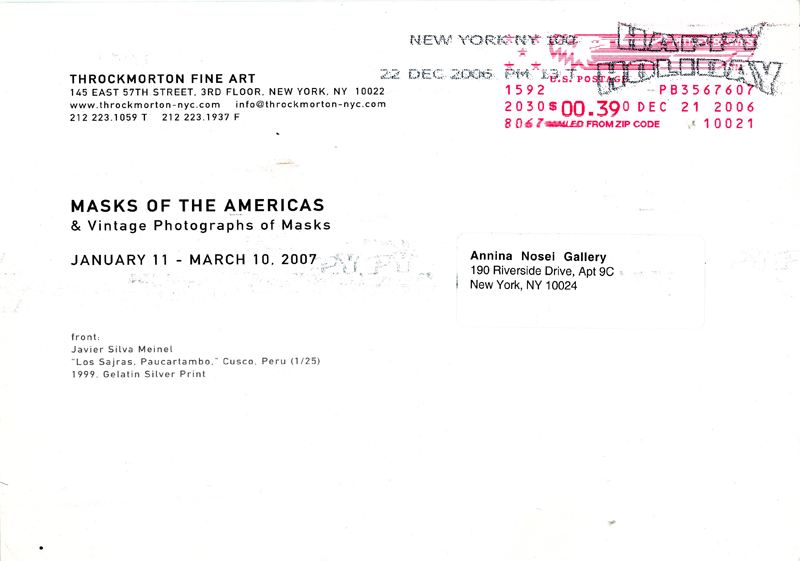 THROCKMORTON FINE ART
145 EAST 57TH STREET, 3RD FLOOR, NEW YORK, NY 10022
www.throckmorton-nyc.com info@throckmorton-nyc.com
212 223.1059 T 212 223.1937 F
NEW YORK NY 100
22 DEC 2006 PM 13 T
HAPPY
HOLIDAY
U.S. POSTAGE
1592 PB3567607
2030 $00.390 DEC 21 2006
8067 MAILED FROM ZIP CODE 10021
MASKS OF THE AMERICAS
& Vintage Photographs of Masks
JANUARY 11 - MARCH 10, 2007
Annina Nosei Gallery
190 Riverside Drive, Apt 9C
New York, NY 10024
front:
Javier Silva Meinel
"Los Sajras, Paucartambo," Cusco, Peru (1/25)
1999, Gelatin Silver Print